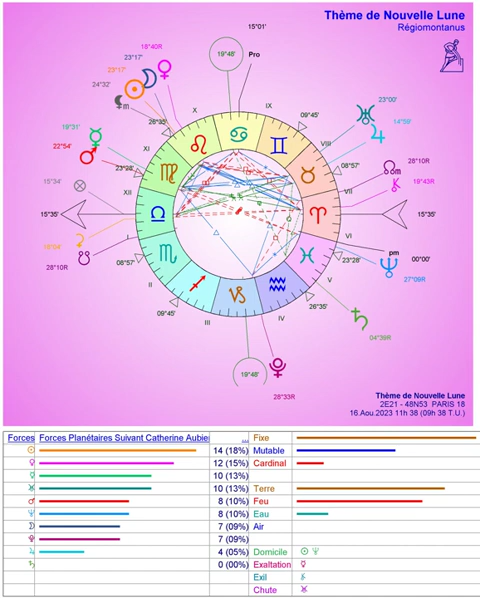 Thème de Nouvelle Lune
Régiomontanus
15°01'
Pro
19°48'
18°40R
23°17'
23°17'
24°32'
m
26°35'
X
IX
09°45'
VIII
23°00'
14°59'
19°31'
22°54'
XI
23°28'
08°57'
28°10R
m
19°43R
15°34'
XII
VII
15°35'
15°35'
I
VI
28°10R
08°57'
II
pm
00°00'
23°28'
27°09R
V
09°45'
III
IV
26°35'
04°39R
19°48'
28°33R
Thème de Nouvelle Lune
2E21 - 48N53 PARIS 18
16.Aou.2023 11h 38 (09h 38 T.U.)
Forces Forces Planétaires Suivant Catherine Aubie
Fixe
14 (18%) Mutable
12 (15%) Cardinal
10 (13%)
10 (13%) Terre
8 (10%) Feu
8 (10%) Eau
7 (09%) Air
7 (09%)
4 (05%) Domicile
0 (00%) Exaltation
Exil
Chute